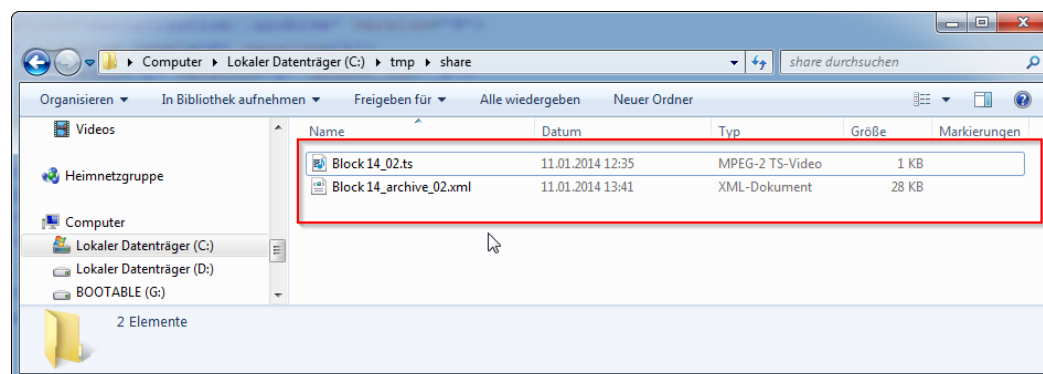 Computer ▸ Lokaler Datenträger (C:) ▸ tmp ▸ share
share durchsuchen
Organisieren In Bibliothek aufnehmen Freigeben für Alle wiedergeben Neuer Ordner
Videos
Heimnetzgruppe
Computer
Lokaler Datenträger (C:)
Lokaler Datenträger (D:)
BOOTABLE (G:)
Name Datum Typ Größe Markierungen
Block 14_02.ts 11.01.2014 12:35 MPEG-2 TS-Video 1 KB
Block 14_archive_02.xml 11.01.2014 13:41 XML-Dokument 28 KB
2 Elemente